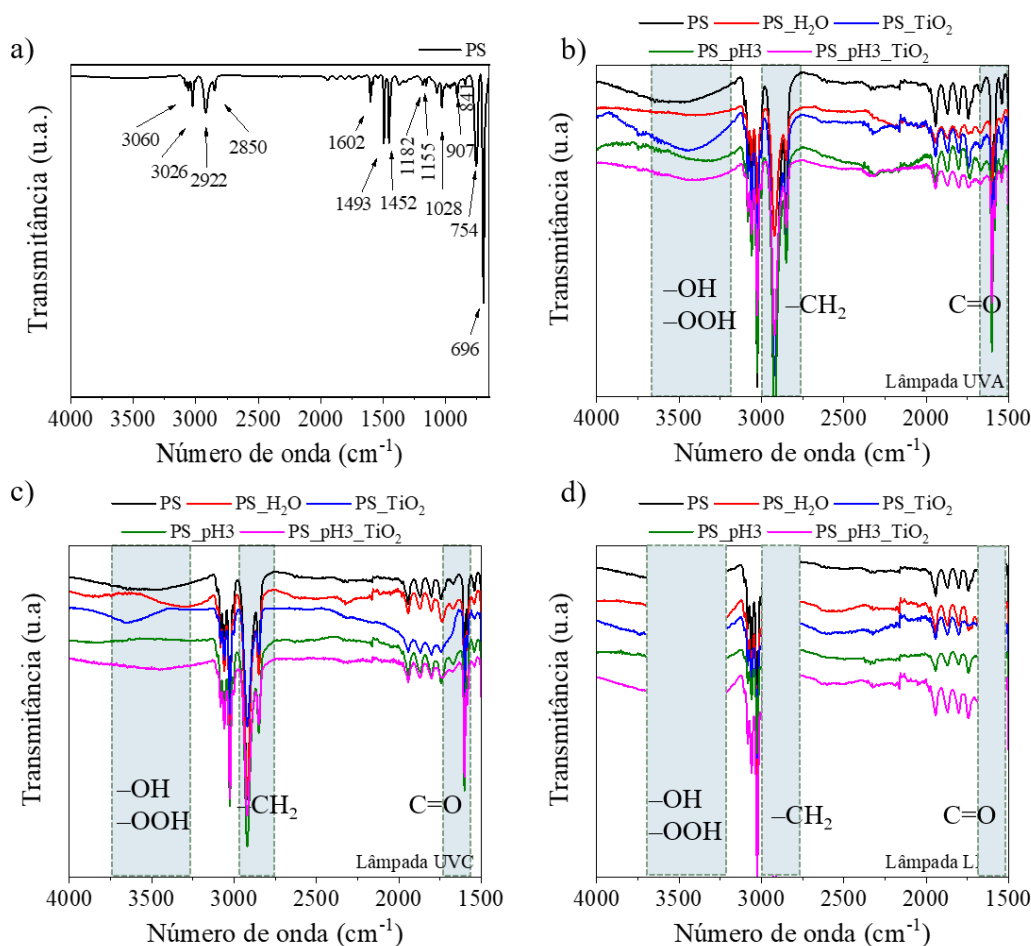 a)
PS
3060
3026
2922
2850
1602
1493
1452
1182
1155
1028
907
841
754
696
Transmitância (u.a.)
4000 3500 3000 2500 2000 1500 1000
Número de onda (cm-1)
b)
PS PS_H2O PS_TiO2
PS_pH3 PS_pH3_TiO2
–OH
–OOH
–CH2
C=O
Lâmpada UVA
Transmitância (u.a)
4000 3500 3000 2500 2000 1500
Número de onda (cm-1)
c)
PS PS_H2O PS_TiO2
PS_pH3 PS_pH3_TiO2
–OH
–OOH
–CH2
C=O
Lâmpada UVC
Transmitância (u.a)
4000 3500 3000 2500 2000 1500
Número de onda (cm-1)
d)
PS PS_H2O PS_TiO2
PS_pH3 PS_pH3_TiO2
–OH
–OOH
–CH2
C=O
Lâmpada
Transmitância (u.a)
4000 3500 3000 2500 2000 1500
Número de onda (cm-1)